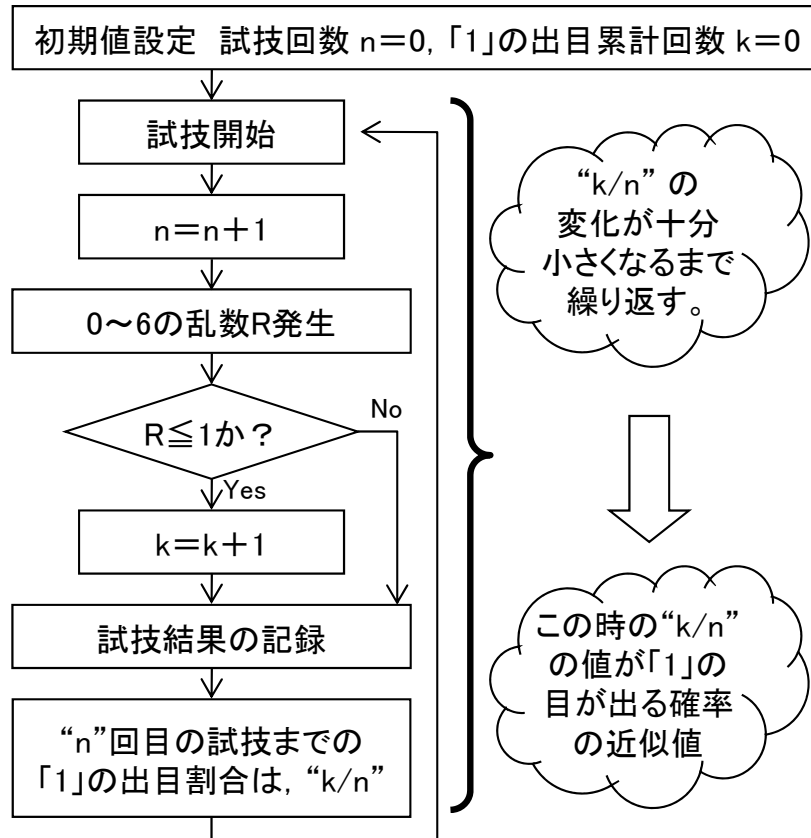 初期値設定 試技回数 n=0,「1」の出目累計回数 k=0
試技開始
n=n+1
0~6の乱数R発生
R≦1か?
No
Yes
k=k+1
試技結果の記録
“n”回目の試技までの
「1」の出目割合は, “k/n”
“k/n” の
変化が十分
小さくなるまで
繰り返す。
この時の“k/n”
の値が「1」の
目が出る確率
の近似値